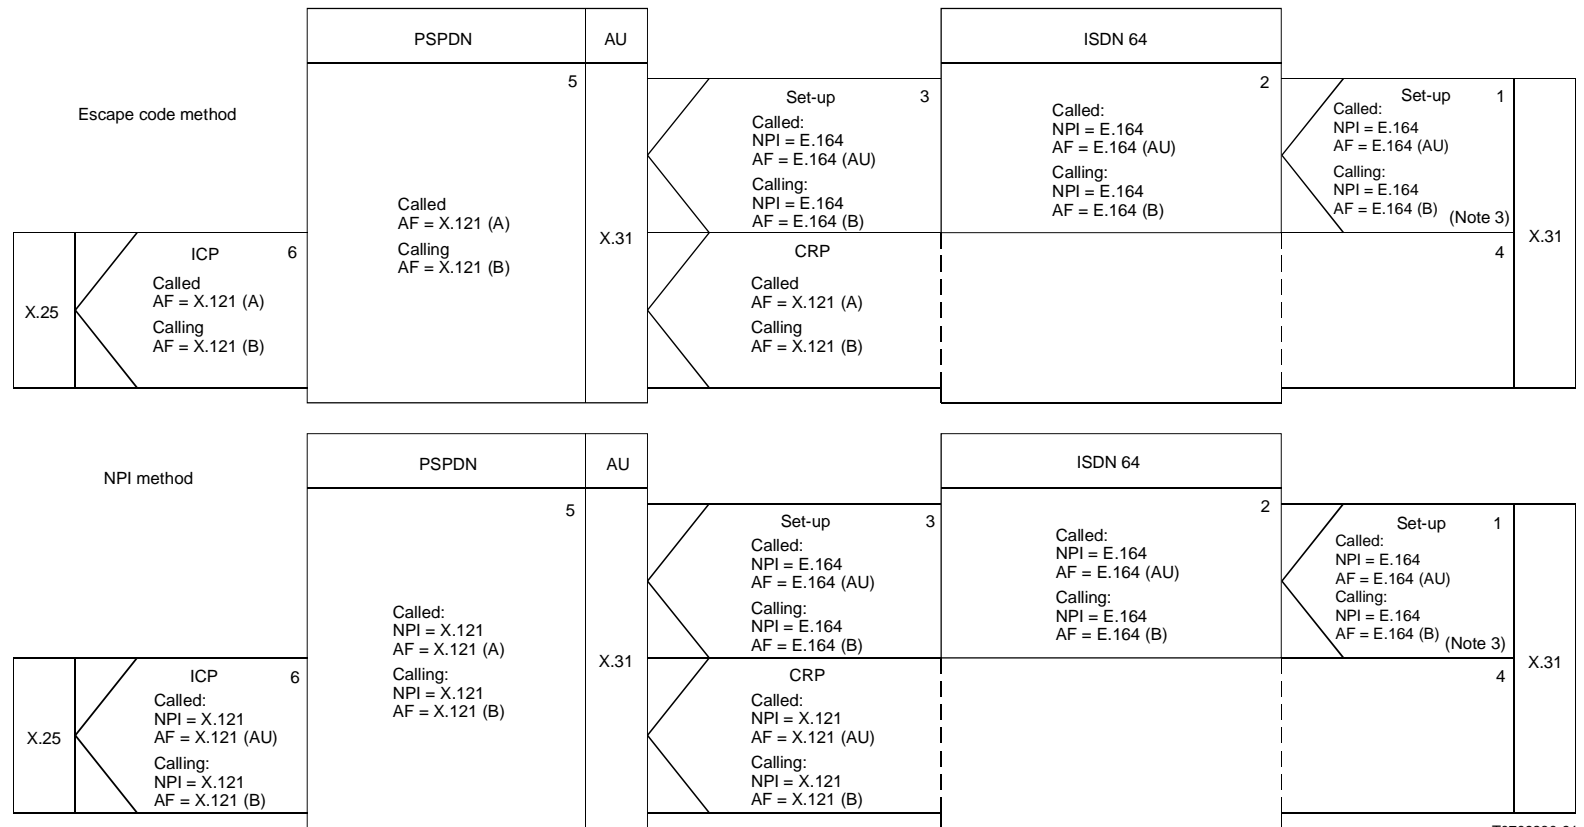 PSPDN
AU
ISDN 64
Escape code method
5
Set-up 3
Called:
NPI = E.164
AF = E.164 (AU)
Calling:
NPI = E.164
AF = E.164 (B)
2
Called:
NPI = E.164
AF = E.164 (AU)
Calling:
NPI = E.164
AF = E.164 (B)
Set-up 1
Called:
NPI = E.164
AF = E.164 (AU)
Calling:
NPI = E.164
AF = E.164 (B)
(Note 3)
Called
AF = X.121 (A)
Calling
AF = X.121 (B)
X.31
X.31
X.25
ICP 6
Called
AF = X.121 (A)
Calling
AF = X.121 (B)
CRP
Called
AF = X.121 (A)
Calling
AF = X.121 (B)
4
NPI method
PSPDN
AU
ISDN 64
5
Set-up 3
Called:
NPI = E.164
AF = E.164 (AU)
Calling:
NPI = E.164
AF = E.164 (B)
2
Called:
NPI = E.164
AF = E.164 (AU)
Calling:
NPI = E.164
AF = E.164 (B)
Set-up 1
Called:
NPI = E.164
AF = E.164 (AU)
Calling:
NPI = E.164
AF = E.164 (B)
(Note 3)
Called:
NPI = X.121
AF = X.121 (A)
Calling:
NPI = X.121
AF = X.121 (B)
X.31
X.31
X.25
ICP 6
Called:
NPI = X.121
AF = X.121 (AU)
Calling:
NPI = X.121
AF = X.121 (B)
CRP
Called:
NPI = X.121
AF = X.121 (AU)
Calling:
NPI = X.121
AF = X.121 (B)
4